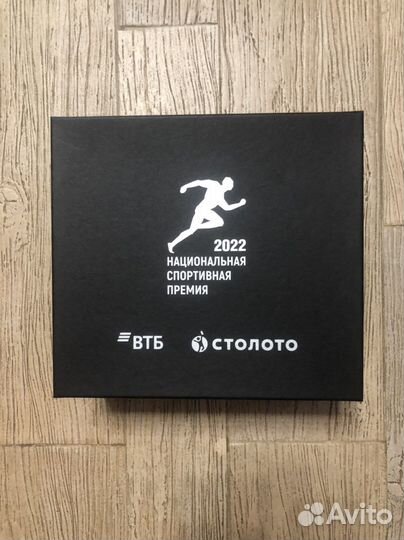 2022
НАЦИОНАЛЬНАЯ
СПОРТИВНАЯ
ПРЕМИЯ
ВТБ СТОЛОТО
Avito